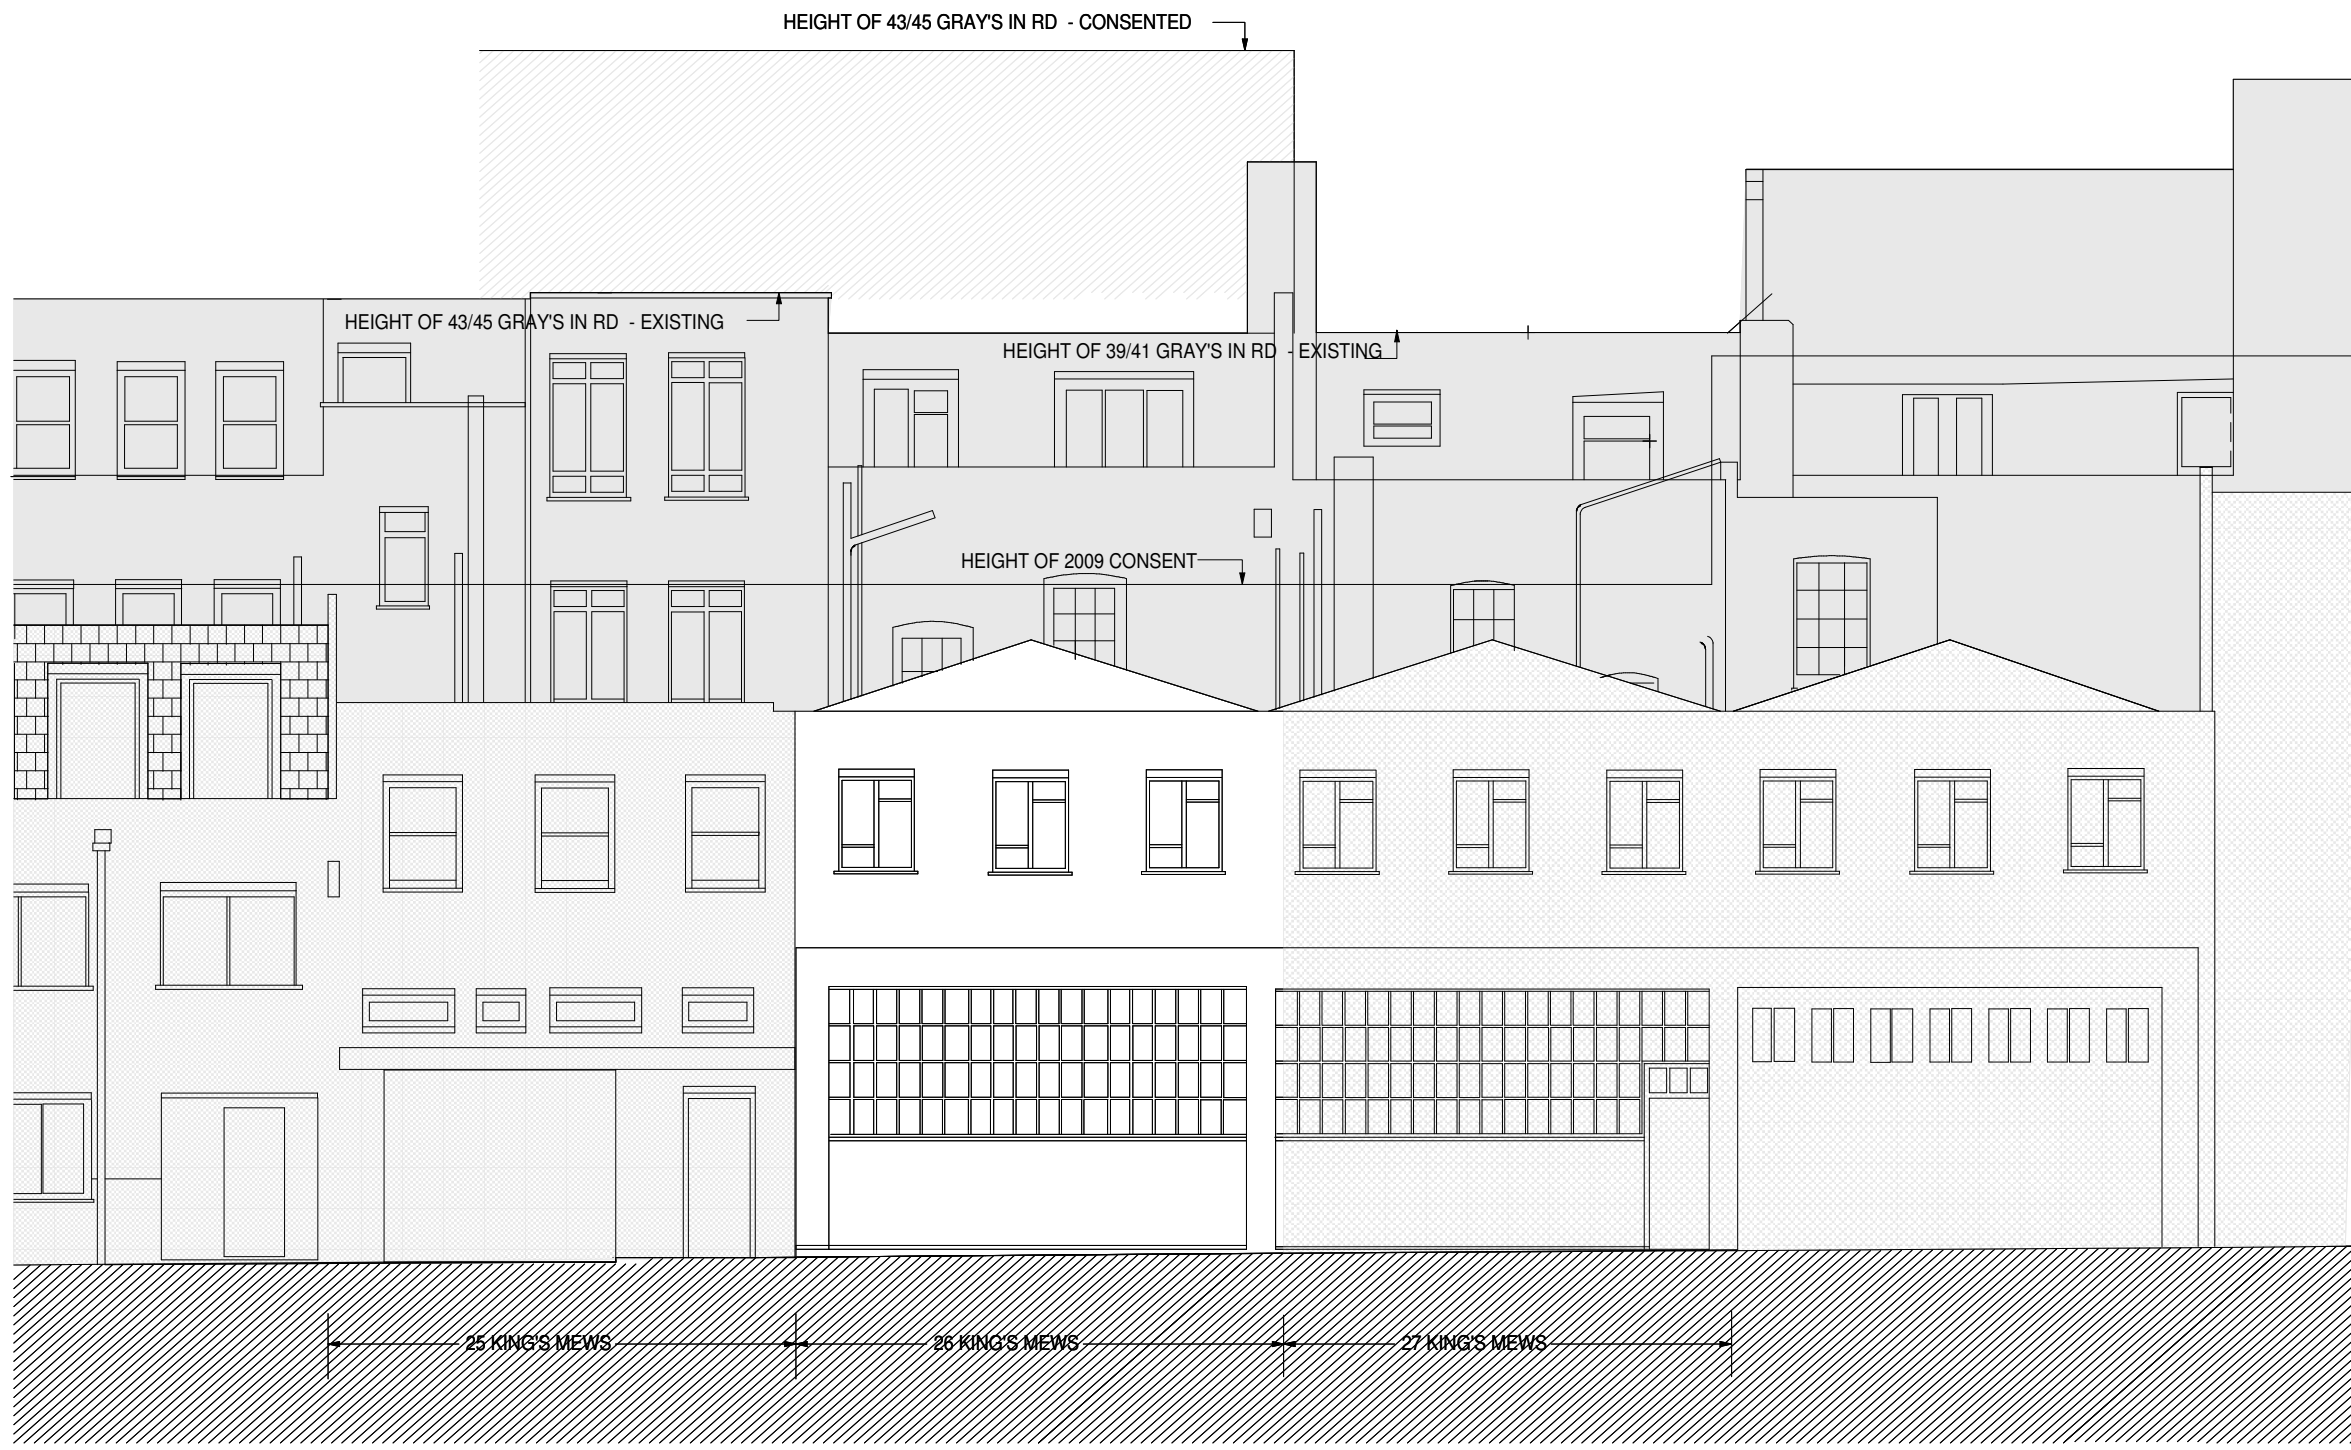 HEIGHT OF 43/45 GRAY'S IN RD - CONSENTED
HEIGHT OF 43/45 GRAY'S IN RD - EXISTING
HEIGHT OF 39/41 GRAY'S IN RD - EXISTING
HEIGHT OF 2009 CONSENT
25 KING'S MEWS
26 KING'S MEWS
27 KING'S MEWS